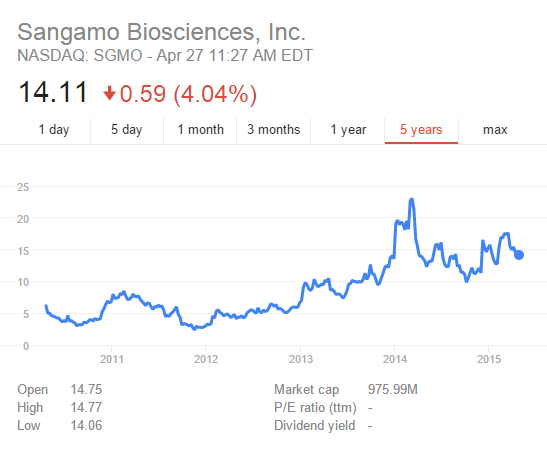 Sangamo Biosciences, Inc.
NASDAQ: SGMO - Apr 27 11:27 AM EDT
14.11 0.59 (4.04%)
1 day 5 day 1 month 3 months 1 year 5 years max
25
20
15
10
5
0
2011 2012 2013 2014 2015
Open 14.75 Market cap 975.99M
High 14.77 P/E ratio (ttm) -
Low 14.06 Dividend yield -